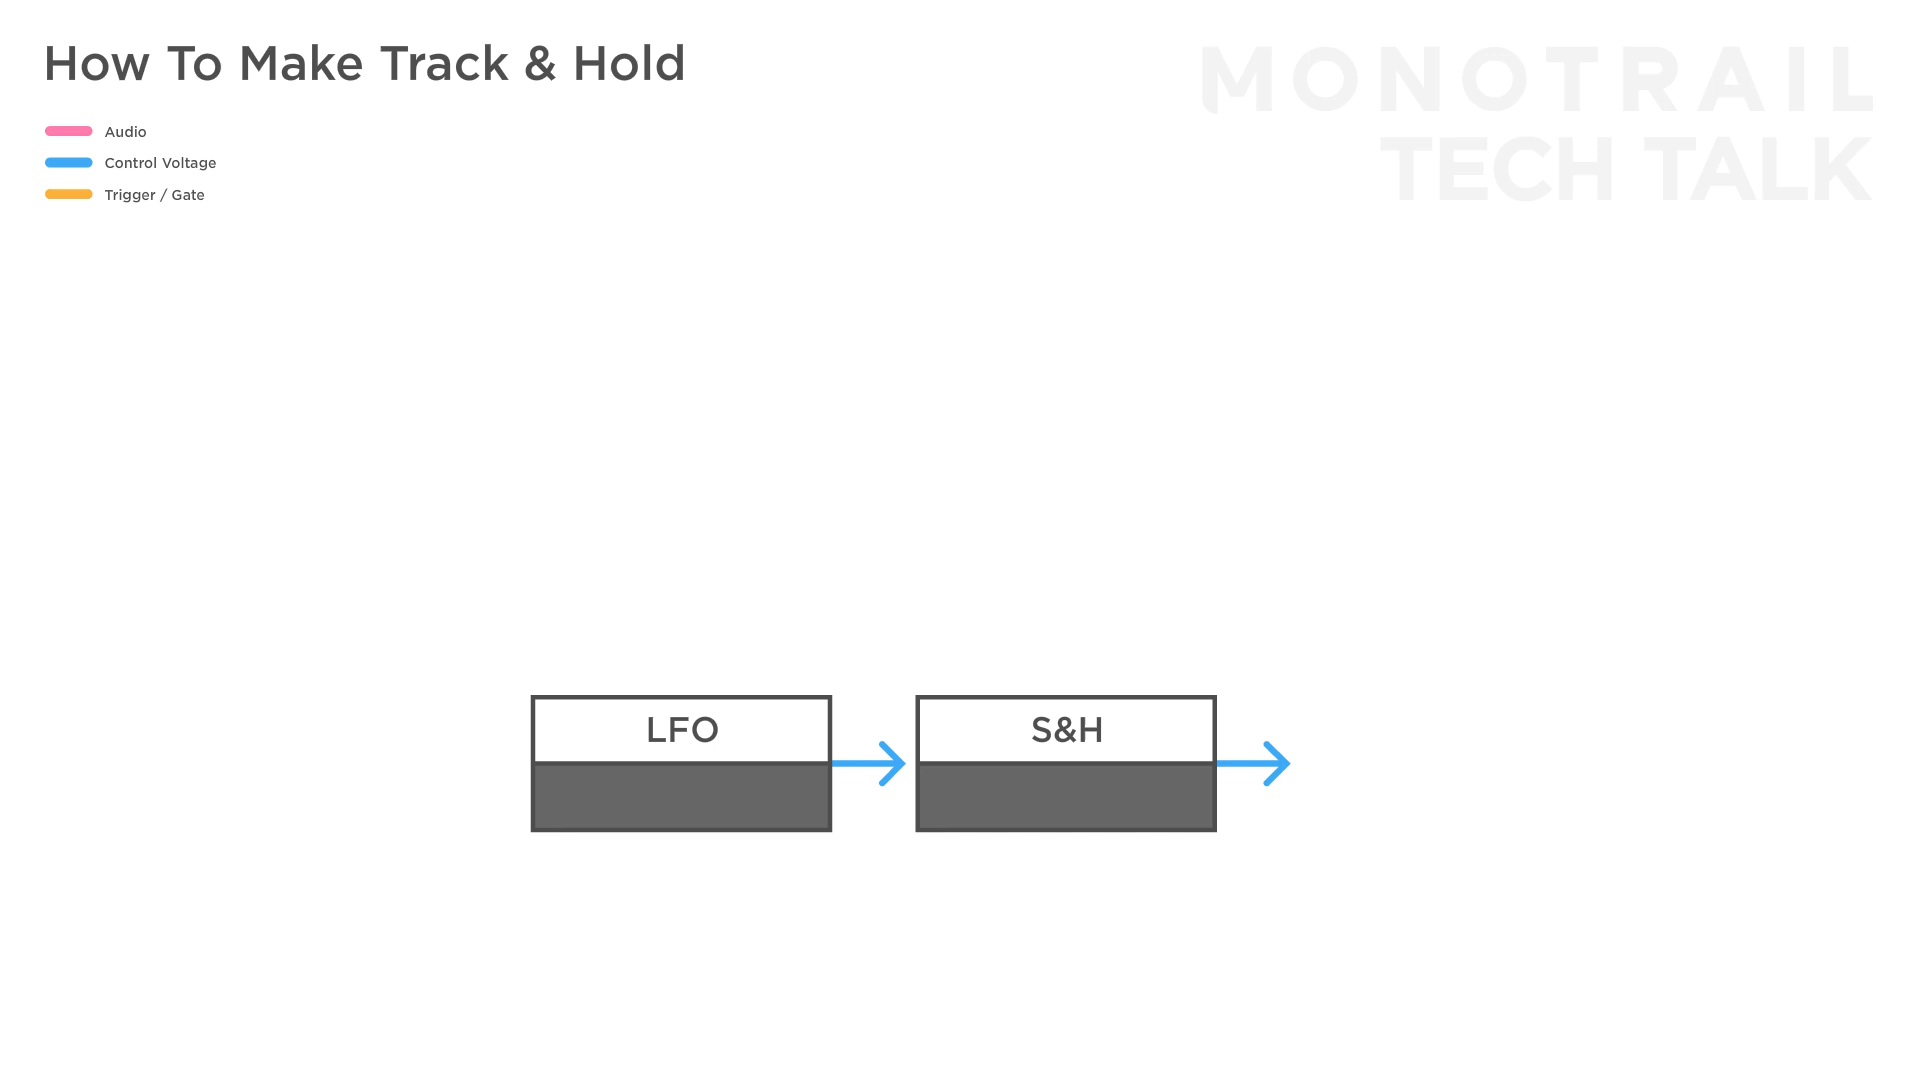 How To Make Track & Hold
MONOTRAIL
TECH TALK
Audio
Control Voltage
Trigger / Gate
LFO
S&H